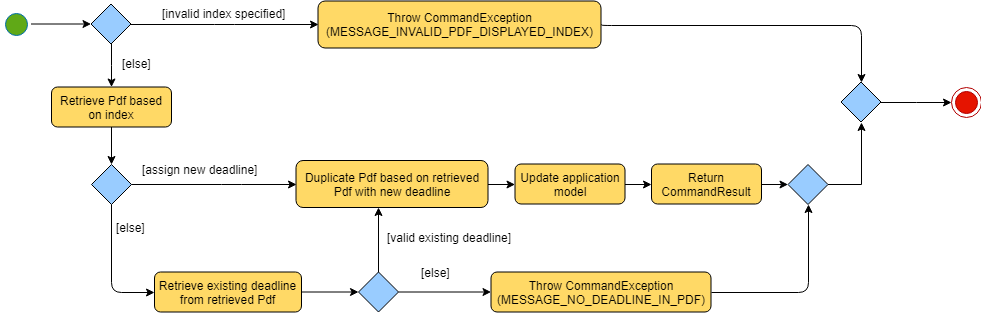 [invalid index specified]
Throw CommandException
(MESSAGE_INVALID_PDF_DISPLAYED_INDEX)
[else]
Retrieve Pdf based
on index
[assign new deadline]
Duplicate Pdf based on retrieved
Pdf with new deadline
Update application
model
Return
CommandResult
[else]
[valid existing deadline]
Retrieve existing deadline
from retrieved Pdf
[else]
Throw CommandException
(MESSAGE_NO_DEADLINE_IN_PDF)